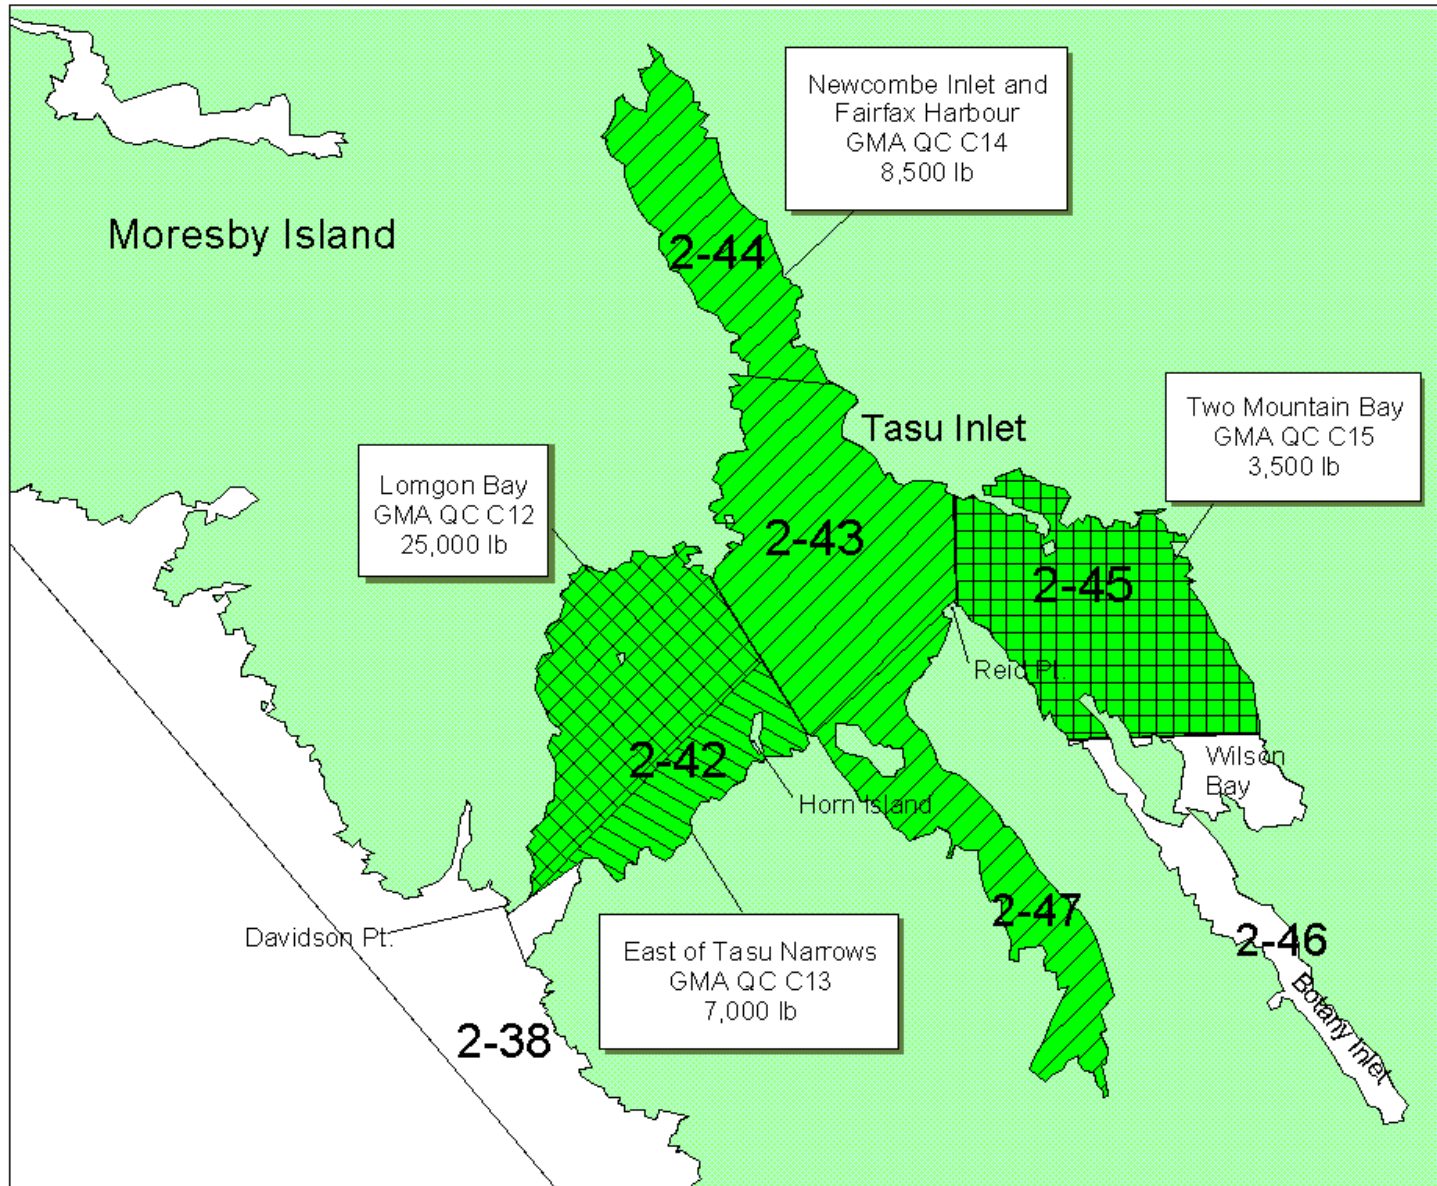 Newcombe Inlet and
Fairfax Harbour
GMA QC C14
8,500 lb
Moresby Island
2-44
Two Mountain Bay
GMA QC C15
3,500 lb
Tasu Inlet
Lomgon Bay
GMA QC C12
25,000 lb
2-43
2-45
Reid Pt.
2-42
Wilson
Bay
Horn Island
2-47
Davidson Pt.
2-46
East of Tasu Narrows
GMA QC C13
7,000 lb
Botany Inlet
2-38